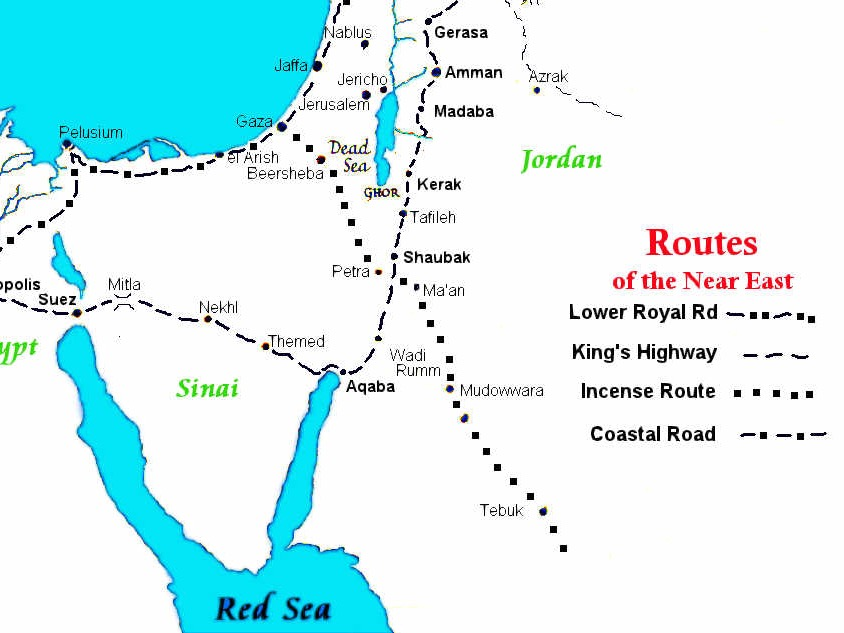 Nablus
Gerasa
Jaffa
Amman
Jericho
Azrak
Jerusalem
Madaba
Gaza
Pelusium
Dead
Sea
el Arish
Jordan
Beersheba
GHOR
Kerak
Tafileh
Routes
of the Near East
Shaubak
Petra
opolis
Mitla
Ma'an
Suez
Nekhl
Lower Royal Rd
Themed
ypt
Wadi
Rumm
King's Highway
Sinai
Aqaba
Mudowwara
Incense Route
Coastal Road
Tebuk
Red Sea